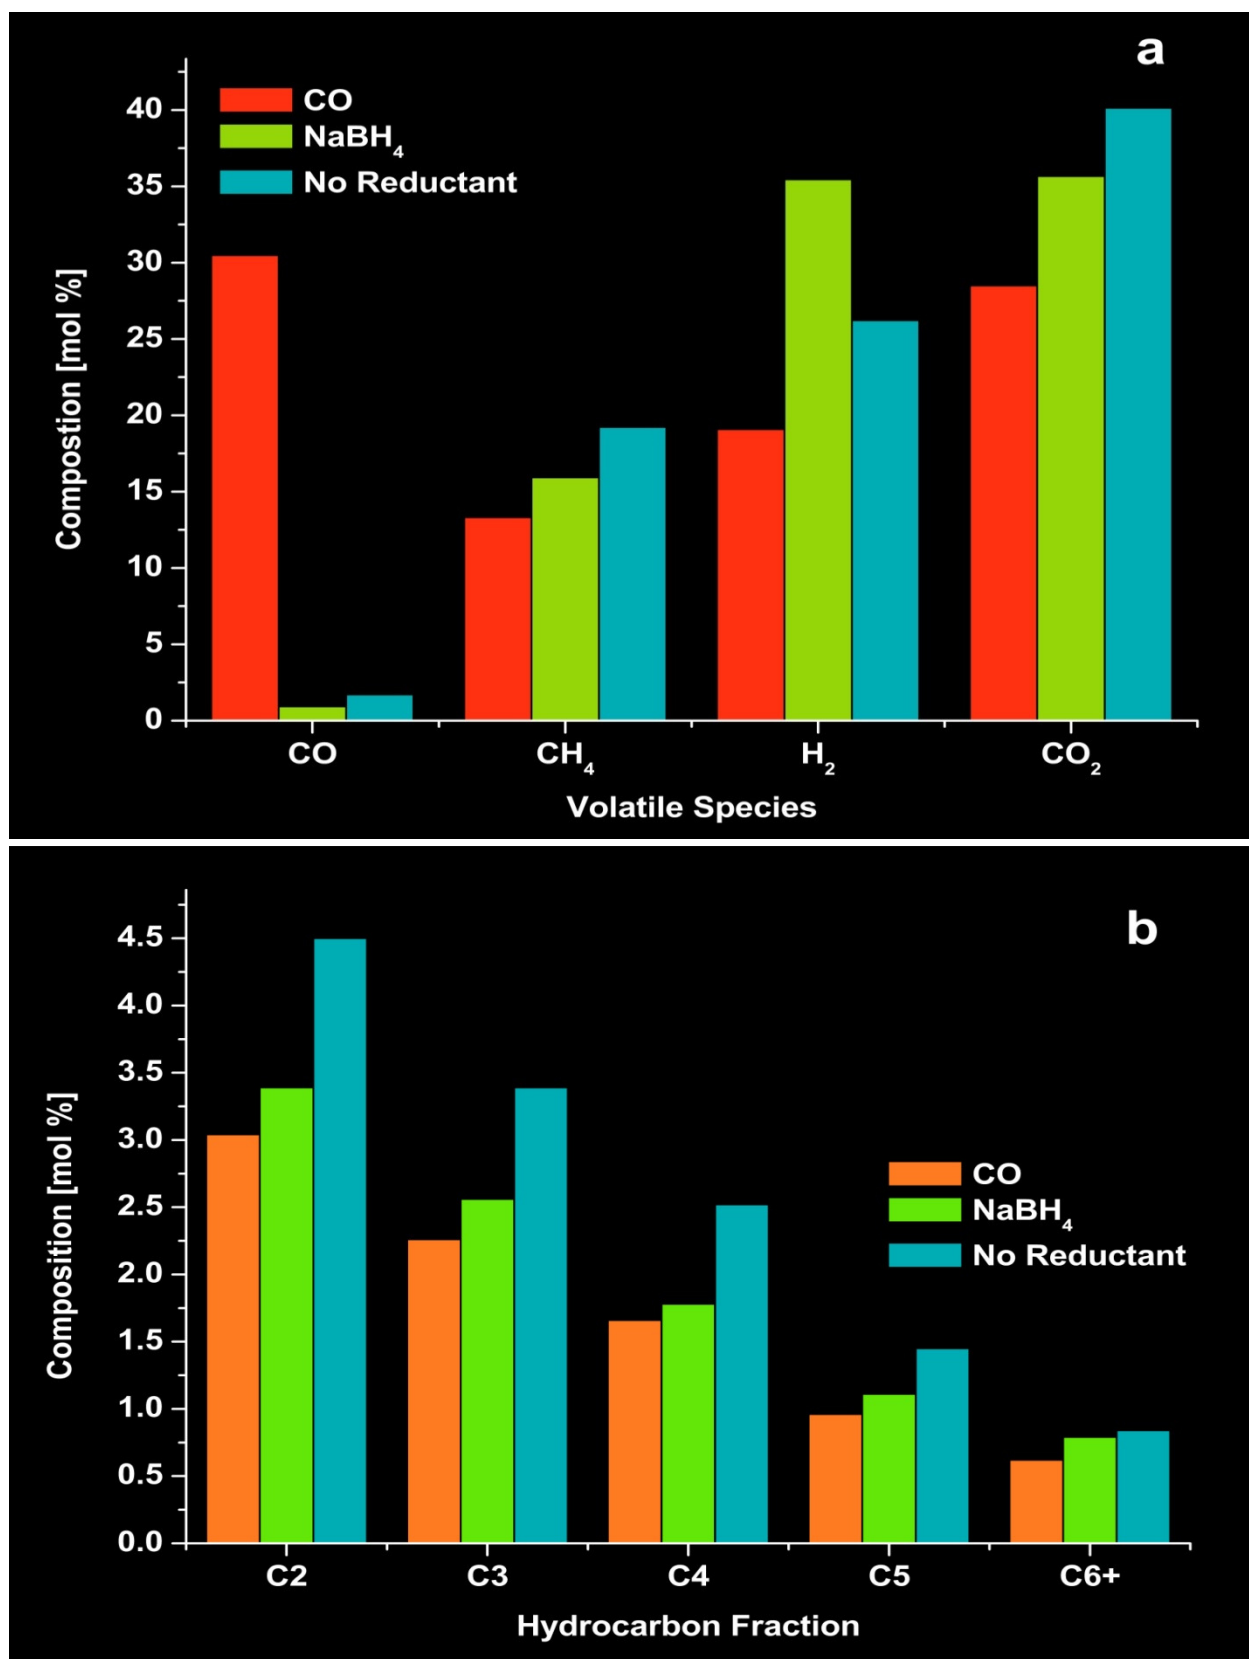 a
CO
NaBH₄
No Reductant
40
35
30
25
20
15
10
5
0
Compostion [mol %]
CO CH₄ H₂ CO₂
Volatile Species
b
4.5
4.0
3.5
3.0
2.5
2.0
1.5
1.0
0.5
0.0
Composition [mol %]
CO
NaBH₄
No Reductant
C2 C3 C4 C5 C6+
Hydrocarbon Fraction